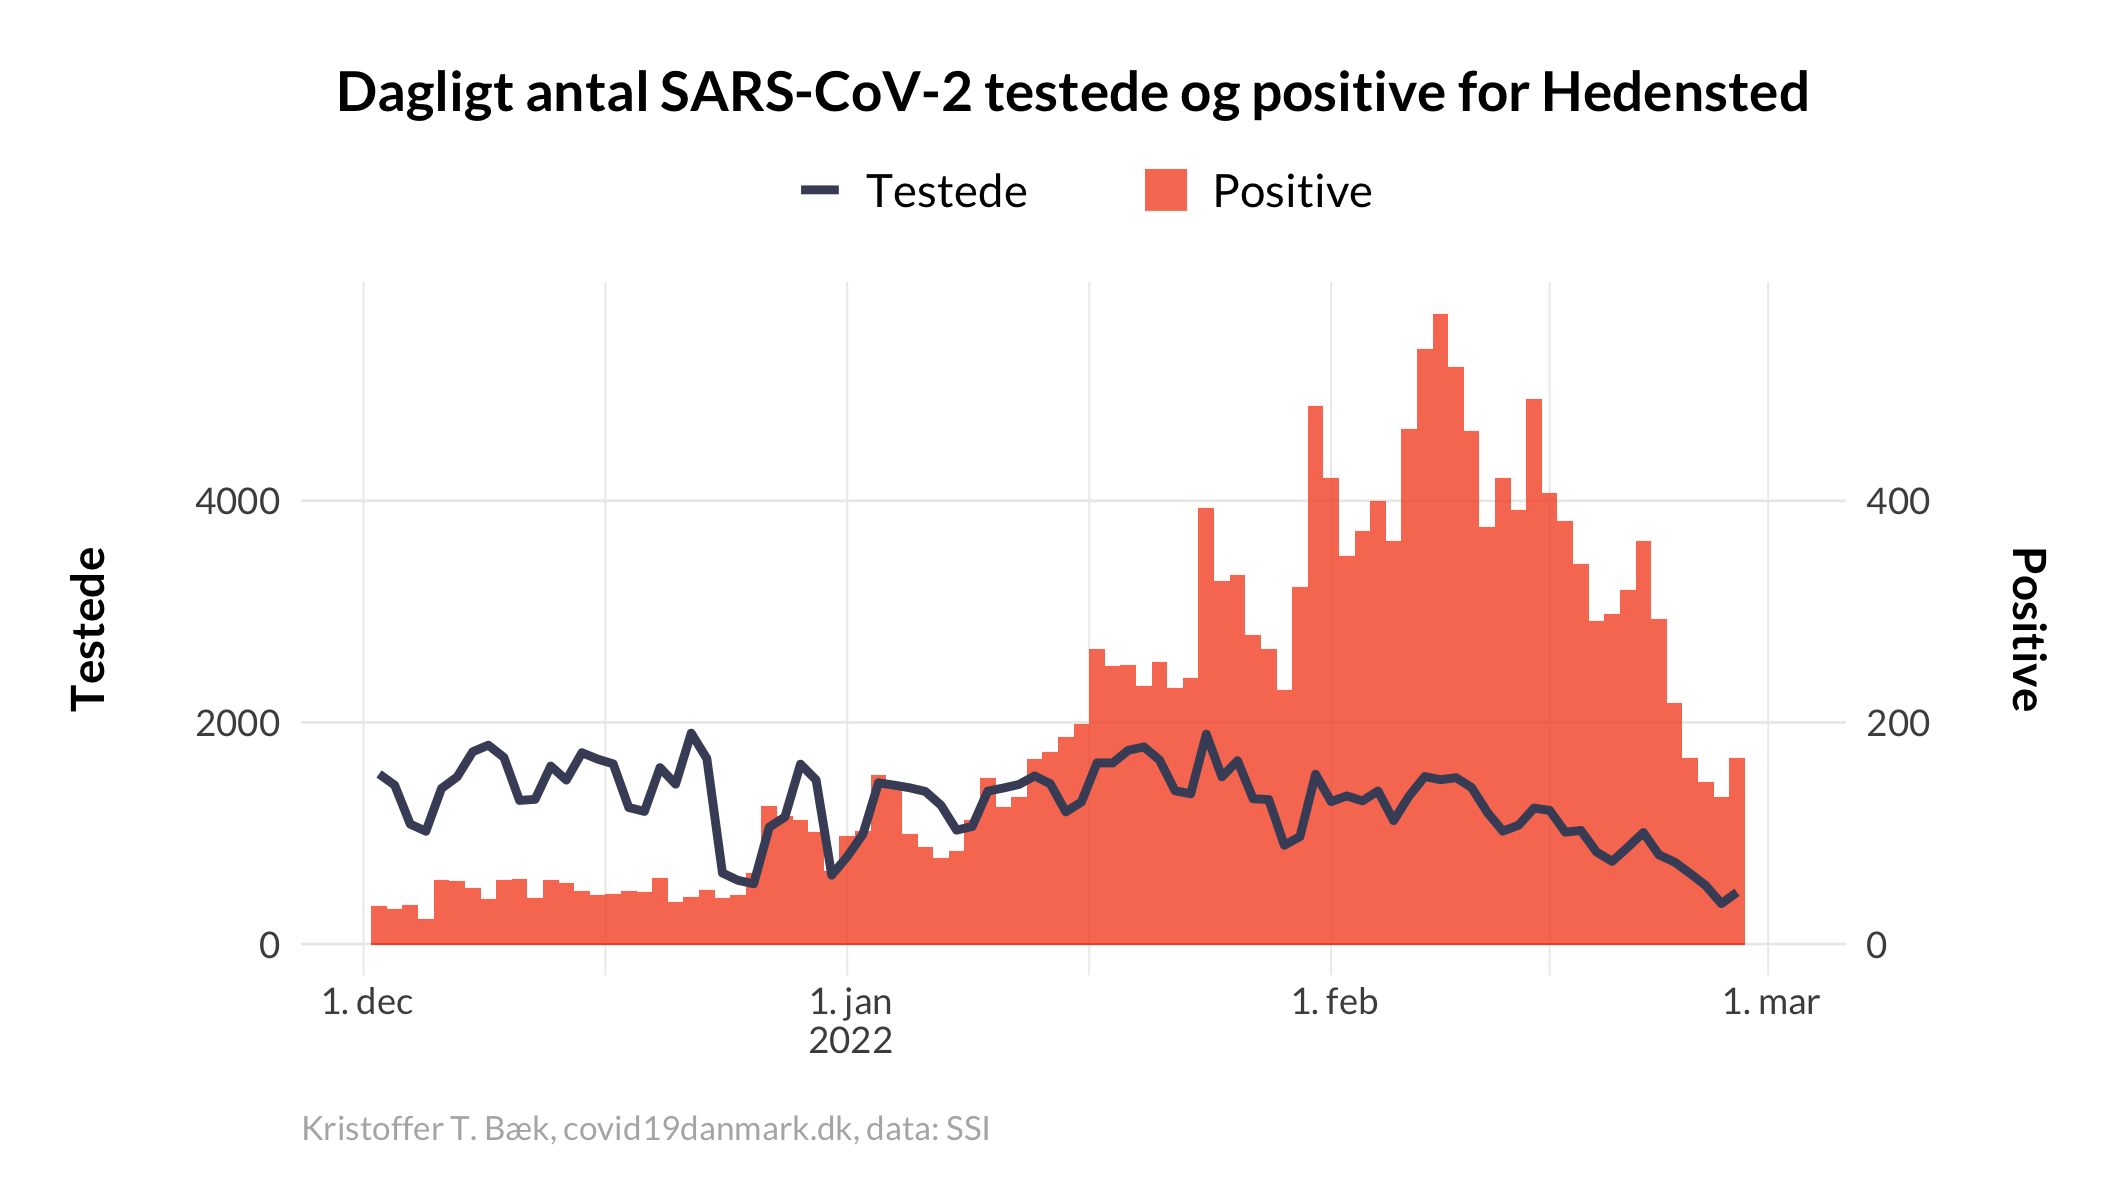 Dagligt antal SARS-CoV-2 testede og positive for Hedensted
Testede
Positive
4000
2000
0
Testede
400
200
0
Positive
1. dec
1. jan
2022
1. feb
1. mar
Kristoffer T. Bæk, covid19danmark.dk, data: SSI